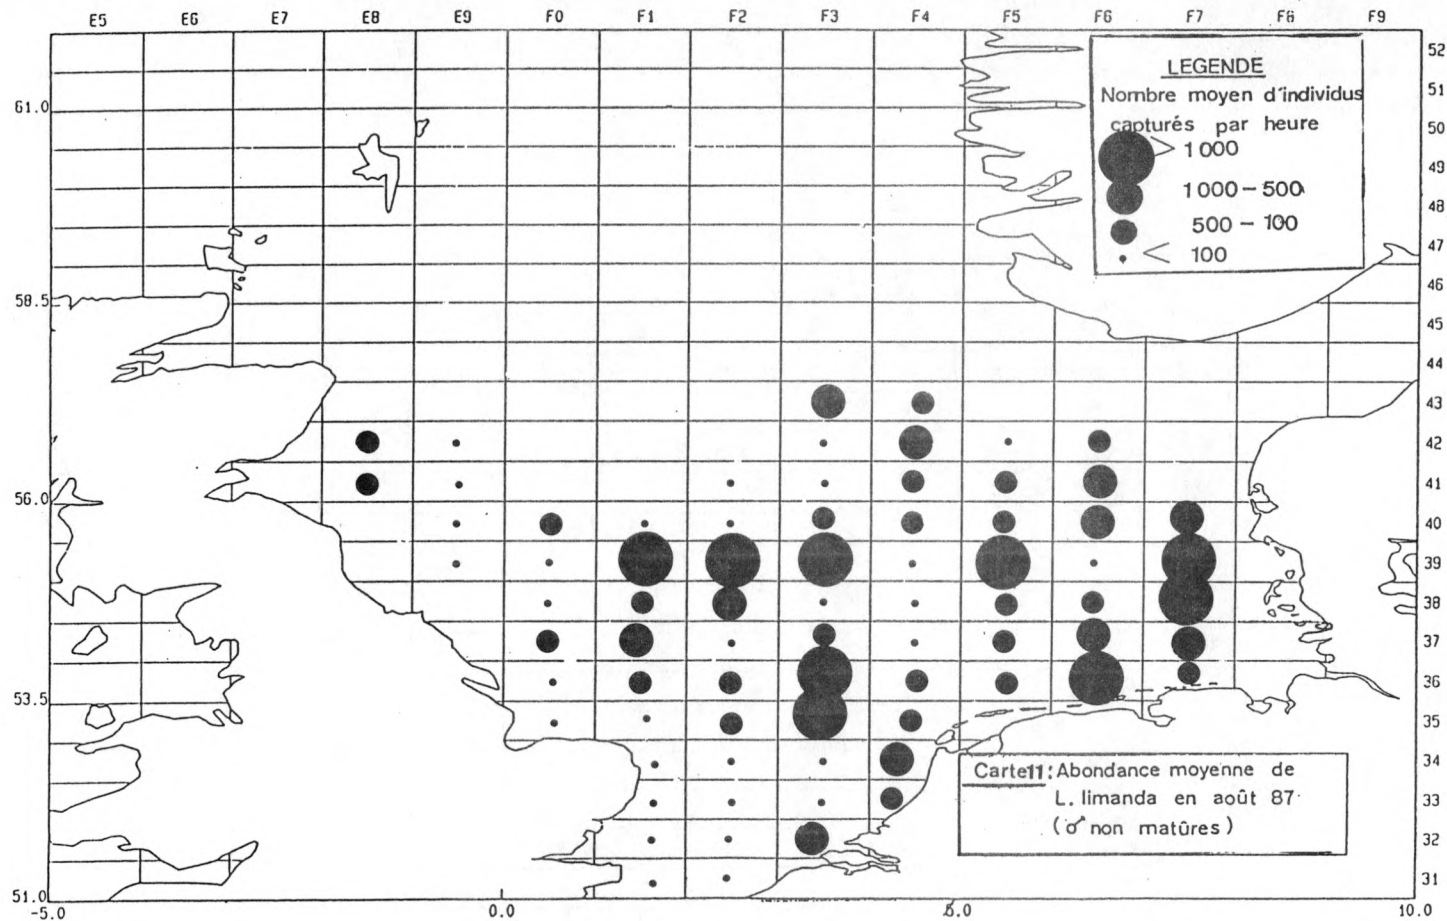 E5 E6 E7 E8 E9 F0 F1 F2 F3 F4 F5 F6 F7 F8 F9
LEGENDE
Nombre moyen d'individus
capturés par heure
> 1000
1000 – 500
500 – 100
< 100
52
51
50
49
48
47
46
45
44
43
42
41
40
39
38
37
36
35
34
33
32
31
61.0
58.5
56.0
53.5
51.0
-5.0 0.0 5.0 10.0
Carte11: Abondance moyenne de
L. limanda en août 87
(♂ non matûres)